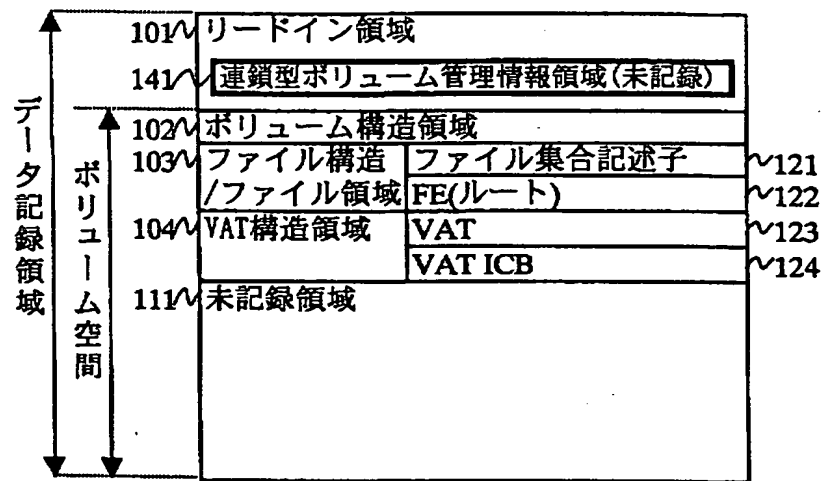 データ記録領域
ボリューム空間
101 リードイン領域
141 連鎖型ボリューム管理情報領域(未記録)
102 ボリューム構造領域
103 ファイル構造 ファイル集合記述子 121
/ファイル領域 FE(ルート) 122
104 VAT構造領域 VAT 123
VAT ICB 124
111 未記録領域